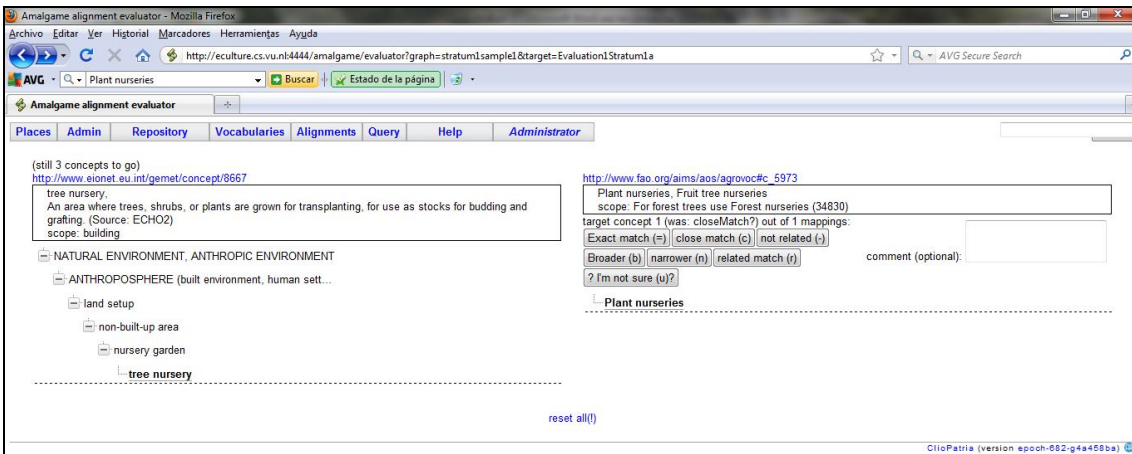 Amalgame alignment evaluator - Mozilla Firefox
Archivo Editar Ver Historial Marcadores Herramientas Ayuda
http://eculture.cs.vu.nl:4444/amalgame/evaluator?graph=stratum1sample1&target=Evaluation1Stratum1a
AVG Secure Search
AVG Plant nurseries Buscar Estado de la página
Amalgame alignment evaluator
Places Admin Repository Vocabularies Alignments Query Help Administrator
(still 3 concepts to go)
http://www.eionet.eu.int/gemet/concept/8667
tree nursery,
An area where trees, shrubs, or plants are grown for transplanting, for use as stocks for budding and
grafting. (Source: ECHO2)
scope: building
NATURAL ENVIRONMENT, ANTHROPIC ENVIRONMENT
ANTHROPOSPHERE (built environment, human sett...
land setup
non-built-up area
nursery garden
tree nursery
http://www.fao.org/aims/aos/agrovoc#c_5973
Plant nurseries, Fruit tree nurseries
scope: For forest trees use Forest nurseries (34830)
target concept 1 (was: closeMatch?) out of 1 mappings:
Exact match (=) close match (c) not related (-)
Broader (b) narrower (n) related match (r) comment (optional):
? I'm not sure (u)?
Plant nurseries
reset all(!)
ClioPatria (version epoch-682-g4a458ba)